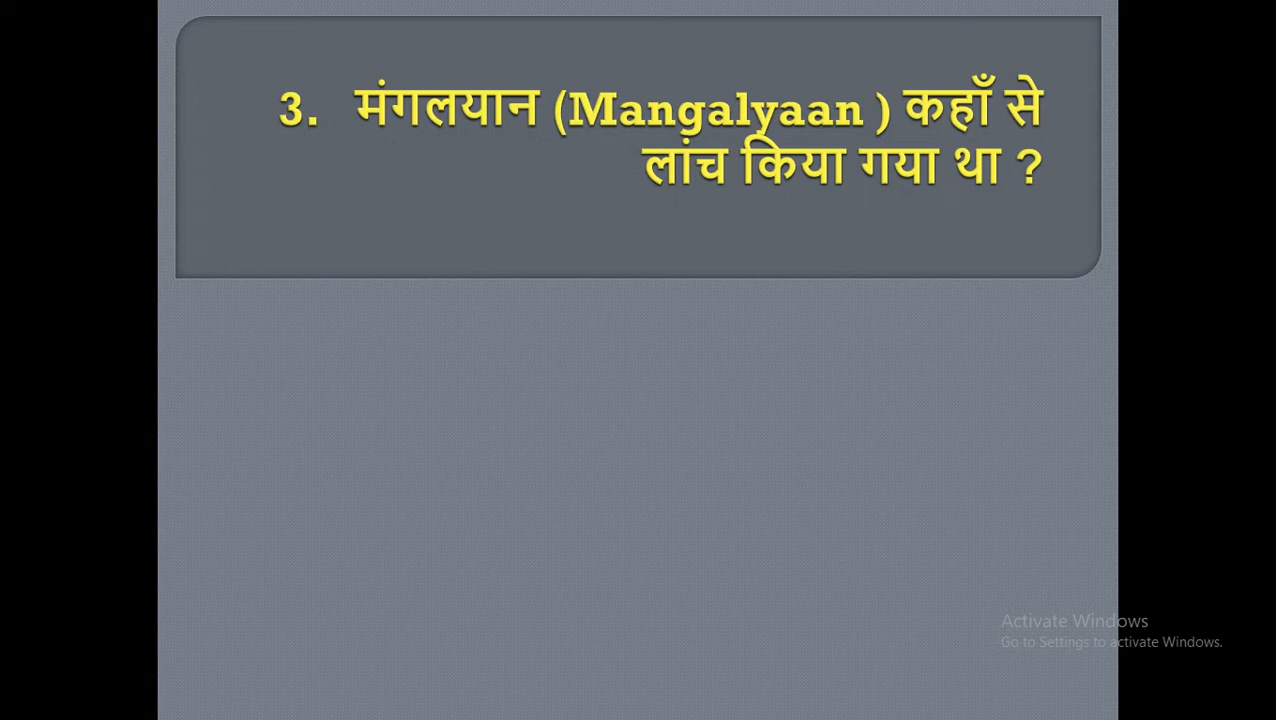 3. मंगलयान (Mangalyaan ) कहाँ से
लांच किया गया था ?
Activate Windows
Go to Settings to activate Windows.